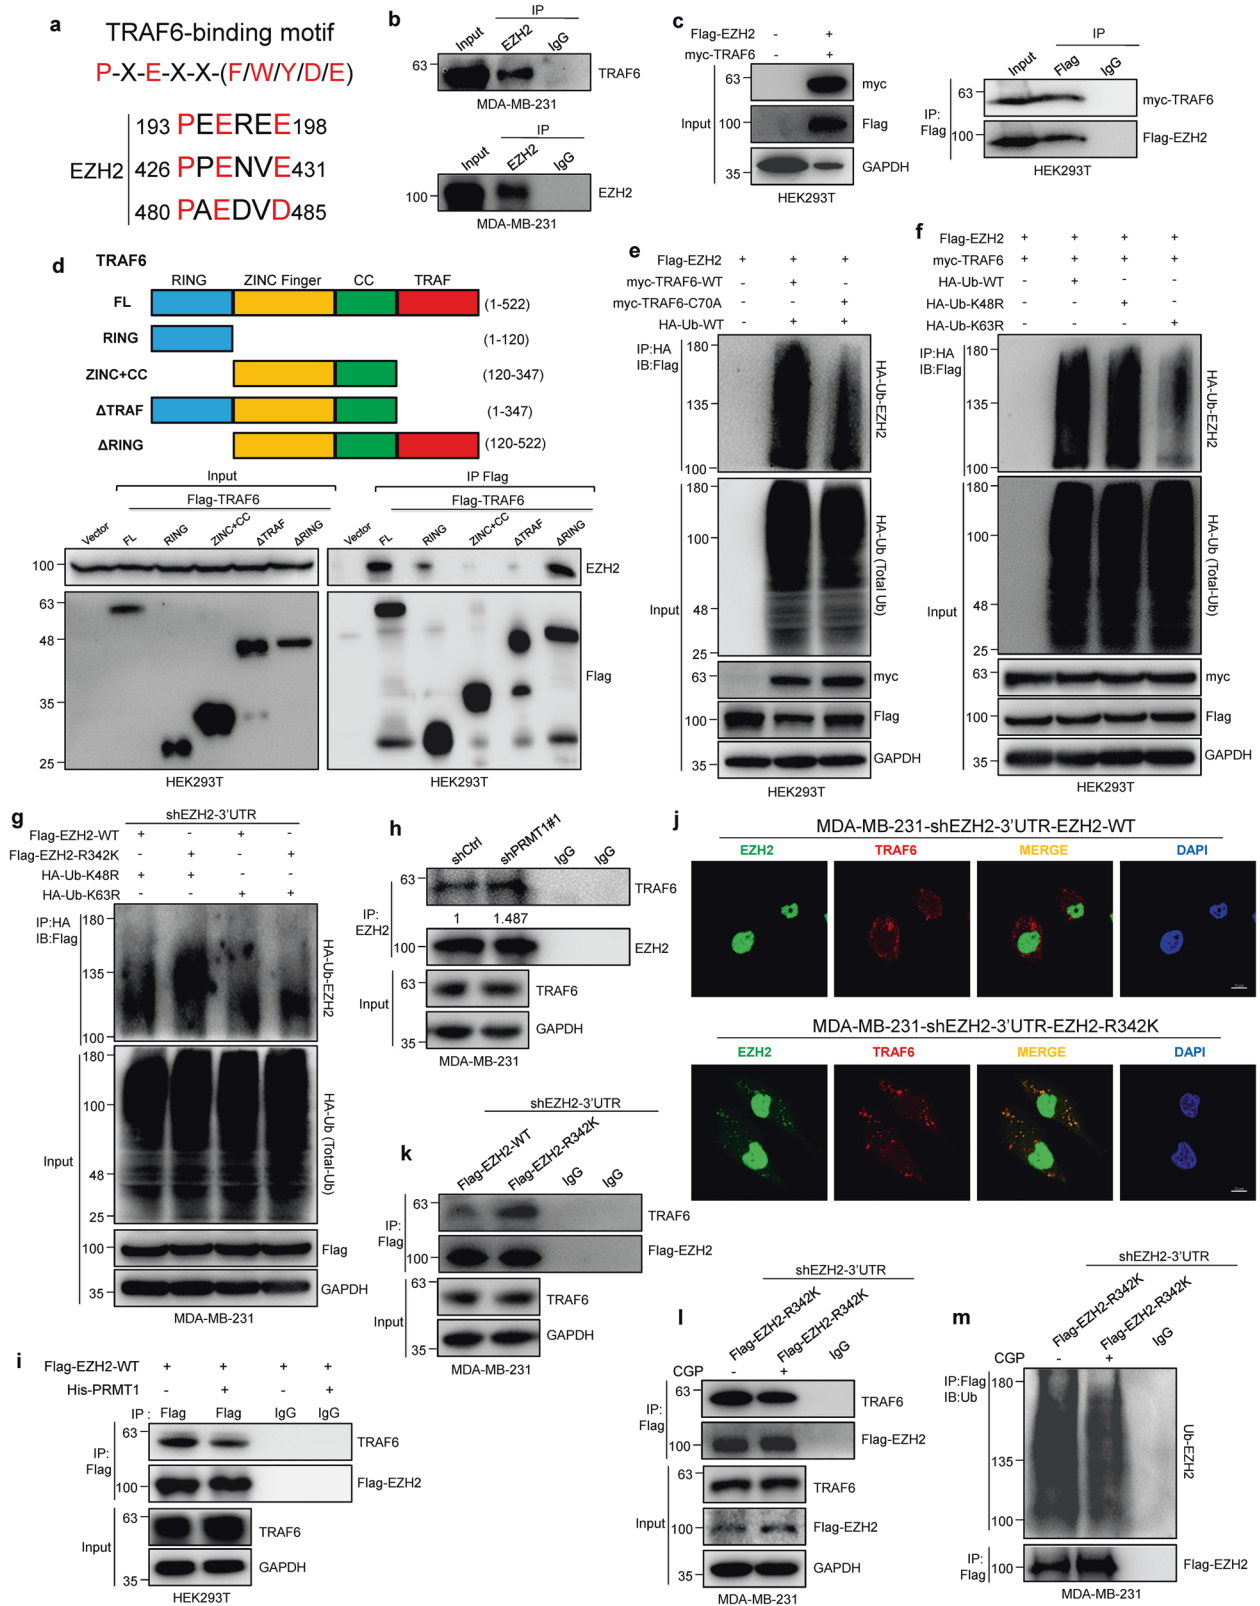 a
TRAF6-binding motif
P-X-E-X-X-(F/W/Y/D/E)
EZH2
193 PEEREE198
426 PPENVE431
480 PAEDVD485
b
IP
Input EZH2 IgG
63
TRAF6
MDA-MB-231
IP
Input EZH2 IgG
100
EZH2
MDA-MB-231
c
Flag-EZH2 - +
myc-TRAF6 - +
63
myc
Input
100
Flag
35
GAPDH
HEK293T
IP
Input Flag IgG
IP: Flag
63
myc-TRAF6
100
Flag-EZH2
HEK293T
d
TRAF6
RING ZINC Finger CC TRAF
FL (1-522)
RING (1-120)
ZINC+CC (120-347)
ΔTRAF (1-347)
ΔRING (120-522)
Input
Flag-TRAF6
Vector FL RING ZINC+CC ΔTRAF ΔRING
IP Flag
Flag-TRAF6
Vector FL RING ZINC+CC ΔTRAF ΔRING
100
EZH2
63
48
35
25
Flag
HEK293T
HEK293T
e
Flag-EZH2 + + +
myc-TRAF6-WT - + -
myc-TRAF6-C70A - - +
HA-Ub-WT - + +
IP:HA
IB:Flag
180
135
100
HA-Ub-EZH2
Input
180
100
48
25
HA-Ub (Total Ub)
63
myc
100
Flag
35
GAPDH
HEK293T
f
Flag-EZH2 + + + +
myc-TRAF6 + + + +
HA-Ub-WT - + - -
HA-Ub-K48R - - + -
HA-Ub-K63R - - - +
IP:HA
IB:Flag
180
135
100
HA-Ub-EZH2
Input
180
100
48
25
HA-Ub (Total-Ub)
63
myc
100
Flag
35
GAPDH
HEK293T
g
shEZH2-3'UTR
Flag-EZH2-WT + - + -
Flag-EZH2-R342K - + - +
HA-Ub-K48R + + - -
HA-Ub-K63R - - + +
IP:HA
IB:Flag
180
135
100
HA-Ub-EZH2
Input
180
100
48
25
HA-Ub (Total-Ub)
100
Flag
35
GAPDH
MDA-MB-231
h
shCtrl shPRMT1#1 IgG IgG
IP: EZH2
63
TRAF6
1 1.487
100
EZH2
Input
63
TRAF6
35
GAPDH
MDA-MB-231
i
Flag-EZH2-WT + + + +
His-PRMT1 - + - +
IP : Flag Flag IgG IgG
IP: Flag
63
TRAF6
100
Flag-EZH2
Input
63
TRAF6
35
GAPDH
HEK293T
j
MDA-MB-231-shEZH2-3'UTR-EZH2-WT
EZH2 TRAF6 MERGE DAPI
MDA-MB-231-shEZH2-3'UTR-EZH2-R342K
EZH2 TRAF6 MERGE DAPI
k
shEZH2-3'UTR
Flag-EZH2-WT Flag-EZH2-R342K IgG IgG
IP: Flag
63
TRAF6
100
Flag-EZH2
Input
63
TRAF6
35
GAPDH
MDA-MB-231
l
shEZH2-3'UTR
Flag-EZH2-R342K Flag-EZH2-R342K IgG
CGP - +
IP: Flag
63
TRAF6
100
Flag-EZH2
Input
63
TRAF6
100
Flag-EZH2
35
GAPDH
MDA-MB-231
m
shEZH2-3'UTR
Flag-EZH2-R342K Flag-EZH2-R342K IgG
CGP - +
IP:Flag
IB:Ub
180
135
100
Ub-EZH2
IP: Flag
100
Flag-EZH2
MDA-MB-231